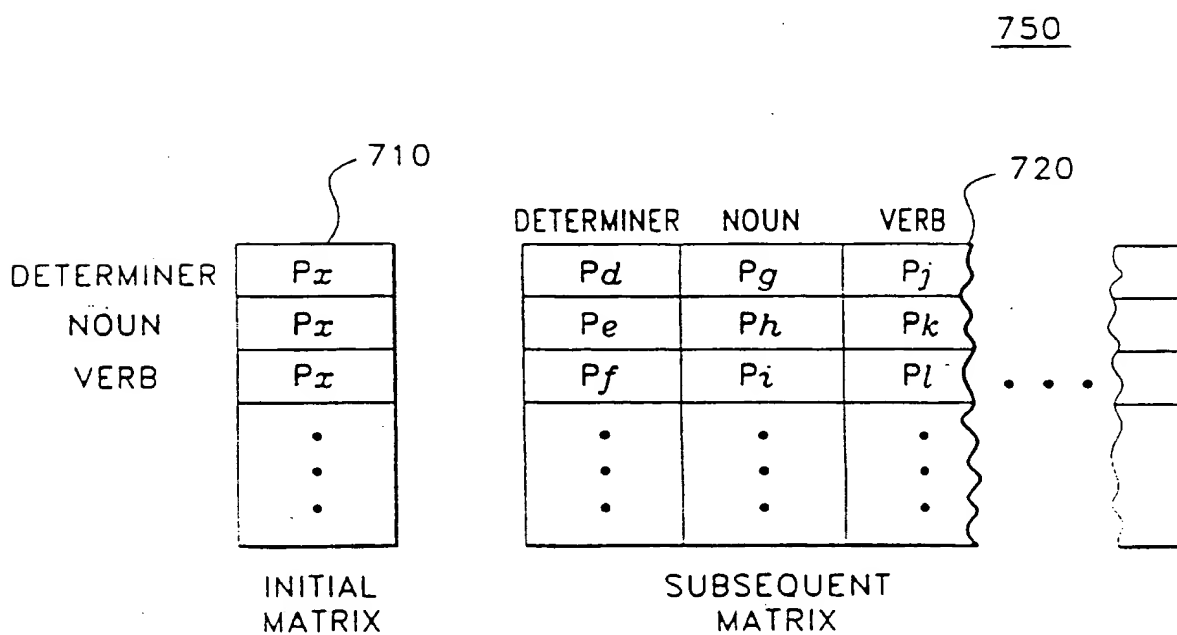 750
710
720
DETERMINER NOUN VERB
DETERMINER Px Pd Pg Pj
NOUN Px Pe Ph Pk
VERB Px Pf Pi Pl
INITIAL MATRIX
SUBSEQUENT MATRIX